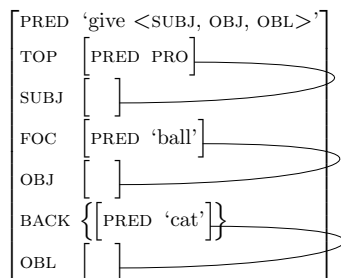 PRED ‘give <SUBJ, OBJ, OBL>’
TOP [PRED PRO]
SUBJ [ ]
FOC [PRED ‘ball’]
OBJ [ ]
BACK {[PRED ‘cat’]}
OBL [ ]